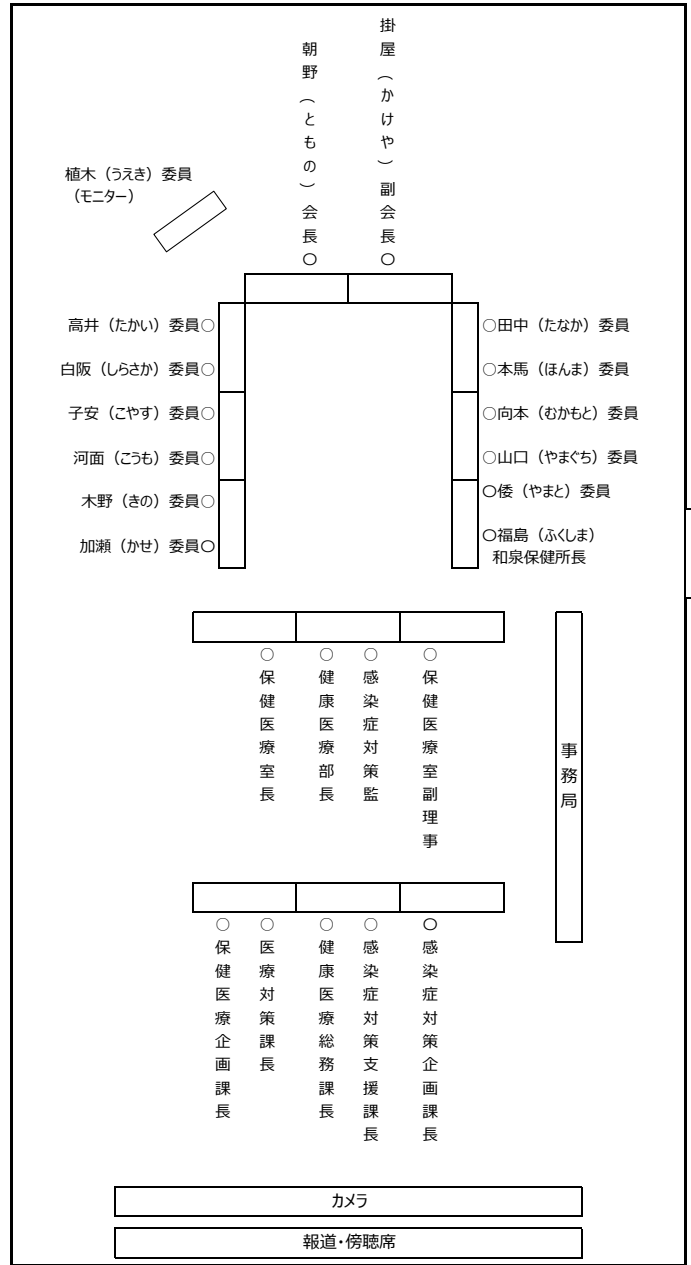 掛屋（かけや）副会長〇
朝野（ともの）会長〇
植木（うえき）委員
（モニター）
高井（たかい）委員○
白阪（しらさか）委員○
子安（こやす）委員○
河面（こうも）委員○
木野（きの）委員○
加瀬（かせ）委員〇
○田中（たなか）委員
○本馬（ほんま）委員
○向本（むかもと）委員
○山口（やまぐち）委員
〇倭（やまと）委員
〇福島（ふくしま）
和泉保健所長
○保健医療室長
○健康医療部長
○感染症対策監
○保健医療室副理事
事務局
○保健医療企画課長
○医療対策課長
○健康医療総務課長
○感染症対策支援課長
〇感染症対策企画課長
カメラ
報道・傍聴席